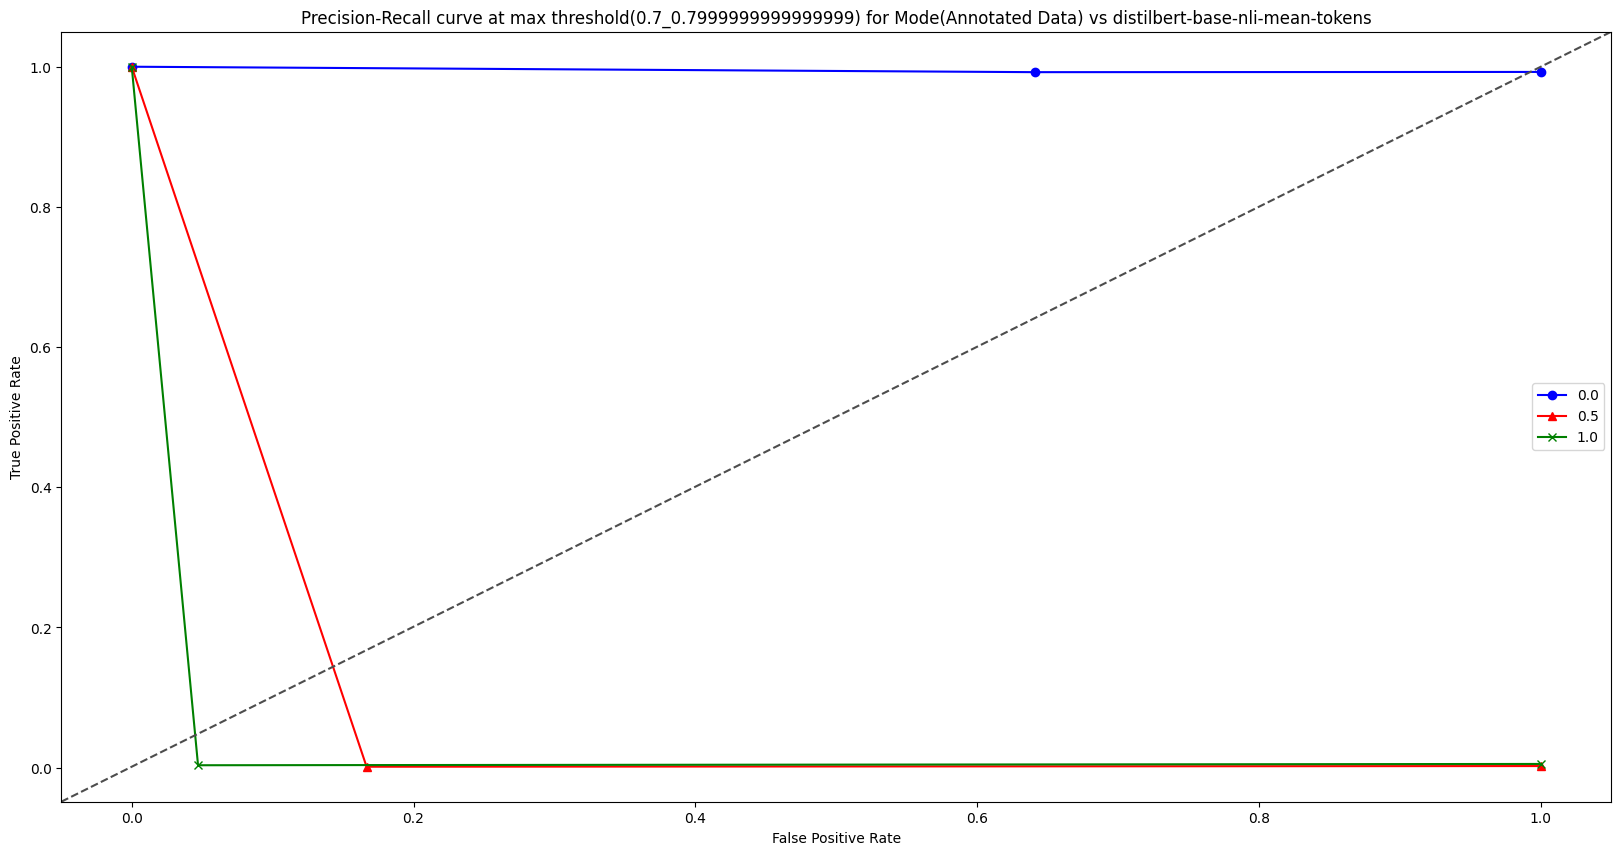 Precision-Recall curve at max threshold(0.7_0.7999999999999999) for Mode(Annotated Data) vs distilbert-base-nli-mean-tokens
1.0
0.8
0.6
0.4
0.2
0.0
True Positive Rate
0.0
0.5
1.0
0.0 0.2 0.4 0.6 0.8 1.0
False Positive Rate